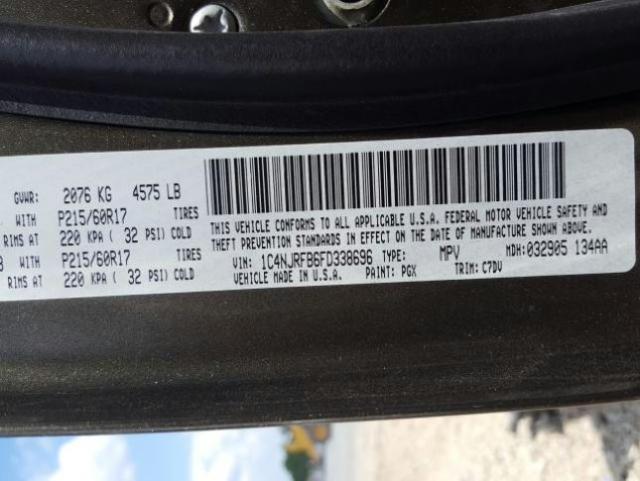 GVWR: 2076 KG 4575 LB
WITH P215/60R17 TIRES
RIMS AT 220 KPA ( 32 PSI) COLD
WITH P215/60R17 TIRES
RIMS AT 220 KPA ( 32 PSI) COLD
THIS VEHICLE CONFORMS TO ALL APPLICABLE U.S.A. FEDERAL MOTOR VEHICLE SAFETY AND
THEFT PREVENTION STANDARDS IN EFFECT ON THE DATE OF MANUFACTURE SHOWN ABOVE.
VIN: 1C4NJRFB6FD338696 TYPE: MPV MDH:032905 134AA
VEHICLE MADE IN U.S.A. PAINT: PGX TRIM: C7DV